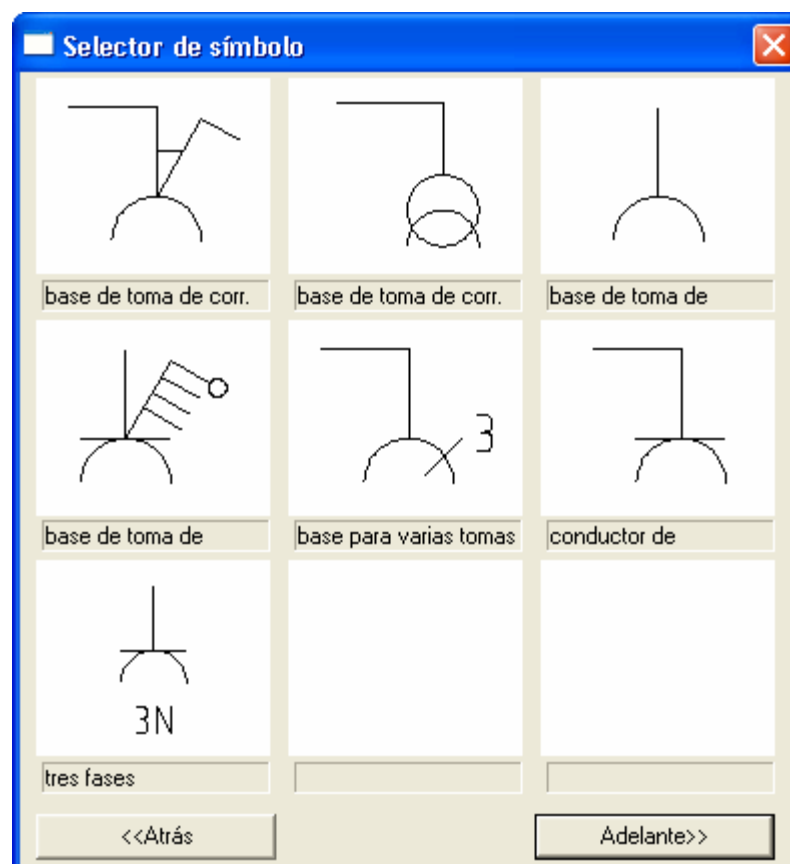 Selector de símbolo
base de toma de corr.
base de toma de corr.
base de toma de
3
base de toma de
base para varias tomas
conductor de
3N
tres fases
<<Atrás
Adelante>>